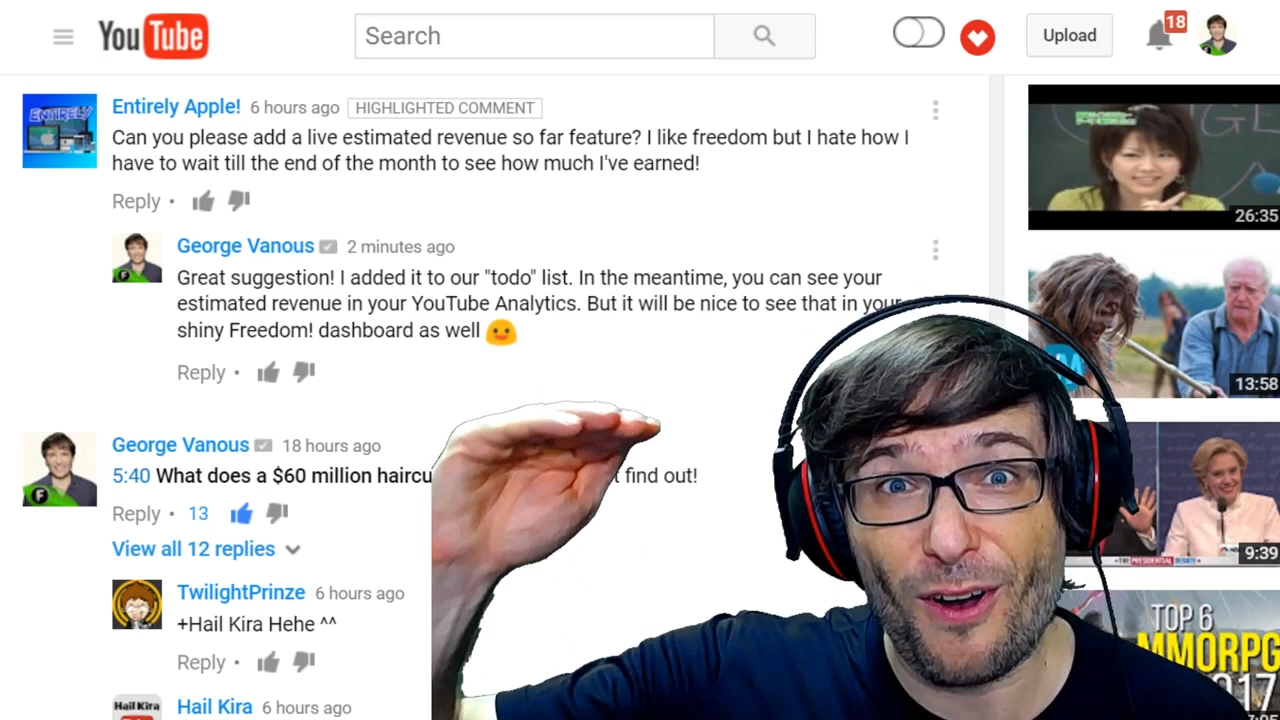 YouTube
Search
Upload
18
Entirely Apple! 6 hours ago HIGHLIGHTED COMMENT
ENTIRELY
Can you please add a live estimated revenue so far feature? I like freedom but I hate how I
have to wait till the end of the month to see how much I've earned!
Reply •
26:35
George Vanous 2 minutes ago
Great suggestion! I added it to our "todo" list. In the meantime, you can see your
estimated revenue in your YouTube Analytics. But it will be nice to see that in your
shiny Freedom! dashboard as well
Reply •
13:58
George Vanous 18 hours ago
5:40 What does a $60 million haircu
t find out!
Reply • 13
View all 12 replies
PRESIDENTIAL DEBATE
9:39
TwilightPrinze 6 hours ago
+Hail Kira Hehe ^^
Reply •
TOP 6
MMORPG
Hail Kira
Hail Kira 6 hours ago